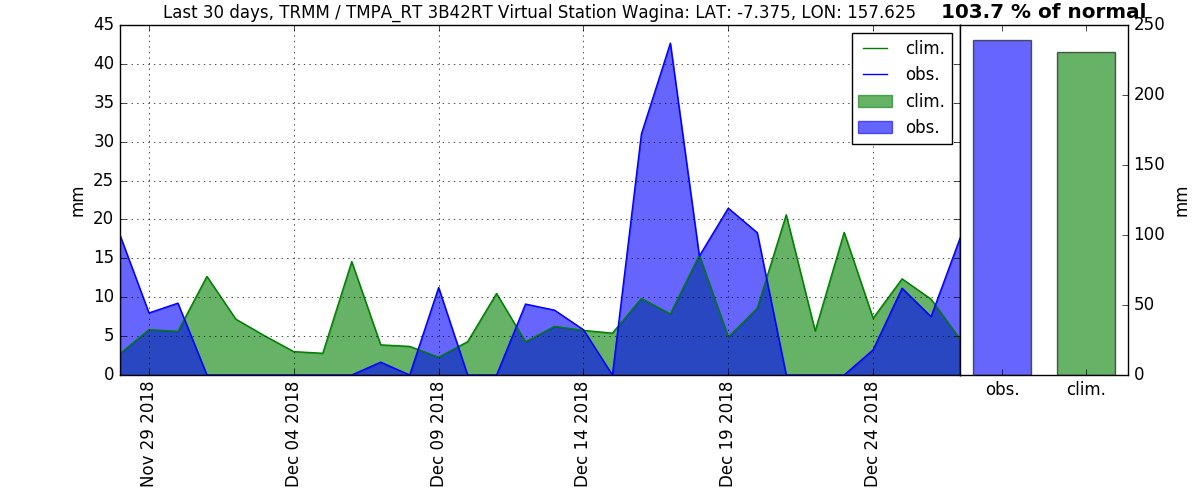 Last 30 days, TRMM / TMPA_RT 3B42RT Virtual Station Wagina: LAT: -7.375, LON: 157.625
103.7 % of normal
45
40
35
30
25
20
15
10
5
0
mm
clim.
obs.
clim.
obs.
Nov 29 2018
Dec 04 2018
Dec 09 2018
Dec 14 2018
Dec 19 2018
Dec 24 2018
250
200
150
100
50
0
mm
obs.
clim.